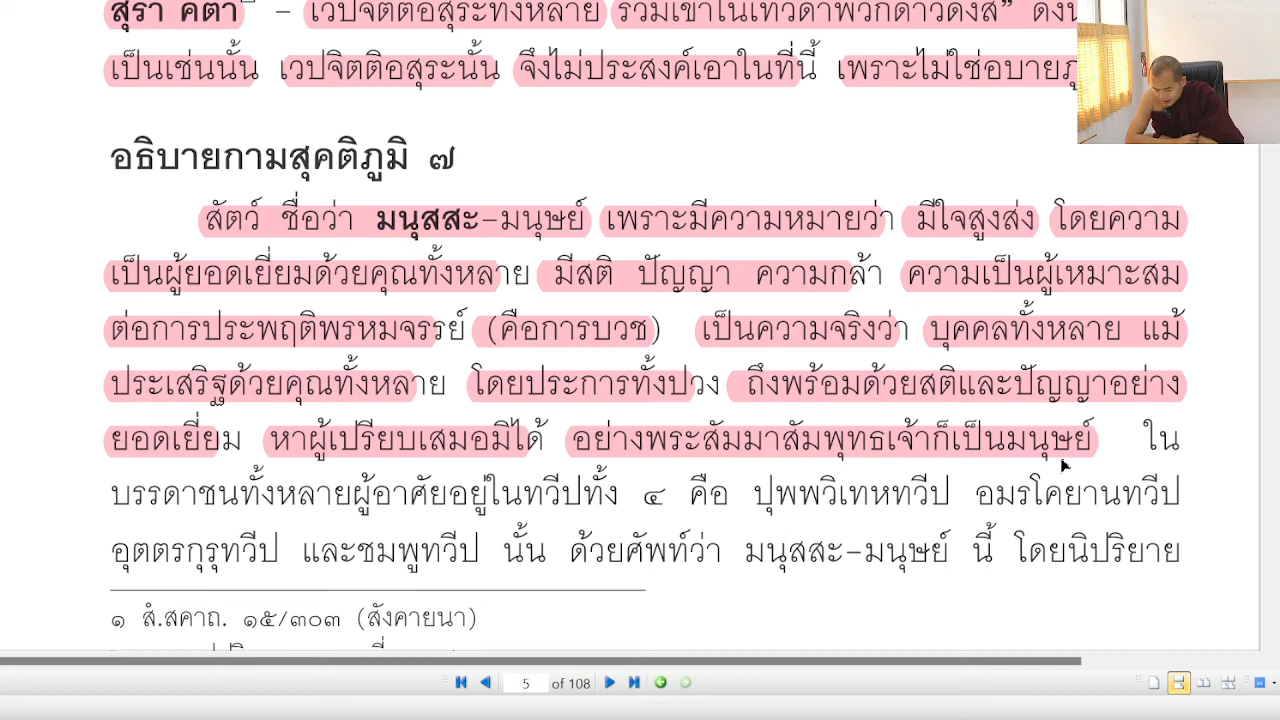 สุรา คตา – เวปจิตติอสุระทั้งหลาย รวมเข้าในเทวดาพวกดาวดึงส์”
เป็นเช่นนั้น เวปจิตติอสุระนั้น จึงไม่ประสงค์เอาในที่นี้ เพราะไม่ใช่อบายภู
อธิบายกามสุคติภูมิ ๗
สัตว์ ชื่อว่า มนุสสะ-มนุษย์ เพราะมีความหมายว่า มีใจสูงส่ง โดยความ
เป็นผู้ยอดเยี่ยมด้วยคุณทั้งหลาย มีสติ ปัญญา ความกล้า ความเป็นผู้เหมาะสม
ต่อการประพฤติพรหมจรรย์ (คือการบวช) เป็นความจริงว่า บุคคลทั้งหลาย แม้
ประเสริฐด้วยคุณทั้งหลาย โดยประการทั้งปวง ถึงพร้อมด้วยสติและปัญญาอย่าง
ยอดเยี่ยม หาผู้เปรียบเสมอมิได้ อย่างพระสัมมาสัมพุทธเจ้าก็เป็นมนุษย์ ใน
บรรดาชนทั้งหลายผู้อาศัยอยู่ในทวีปทั้ง ๔ คือ ปุพพวิเทหทวีป อมรโคยานทวีป
อุตตรกุรุทวีป และชมพูทวีป นั้น ด้วยศัพท์ว่า มนุสสะ-มนุษย์ นี้ โดยนิปริยาย
๑ สํ.สคาถ. ๑๕/๓๐๓ (สังคายนา)
5 of 108